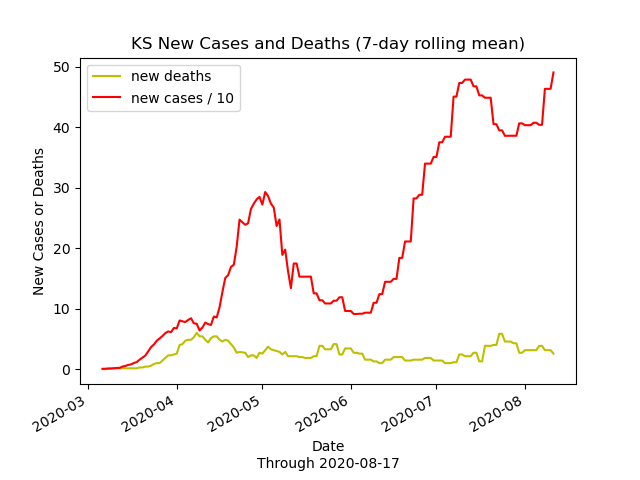 KS New Cases and Deaths (7-day rolling mean)
new deaths
new cases / 10
50
40
30
20
10
0
New Cases or Deaths
2020-03
2020-04
2020-05
2020-06
2020-07
2020-08
Date
Through 2020-08-17